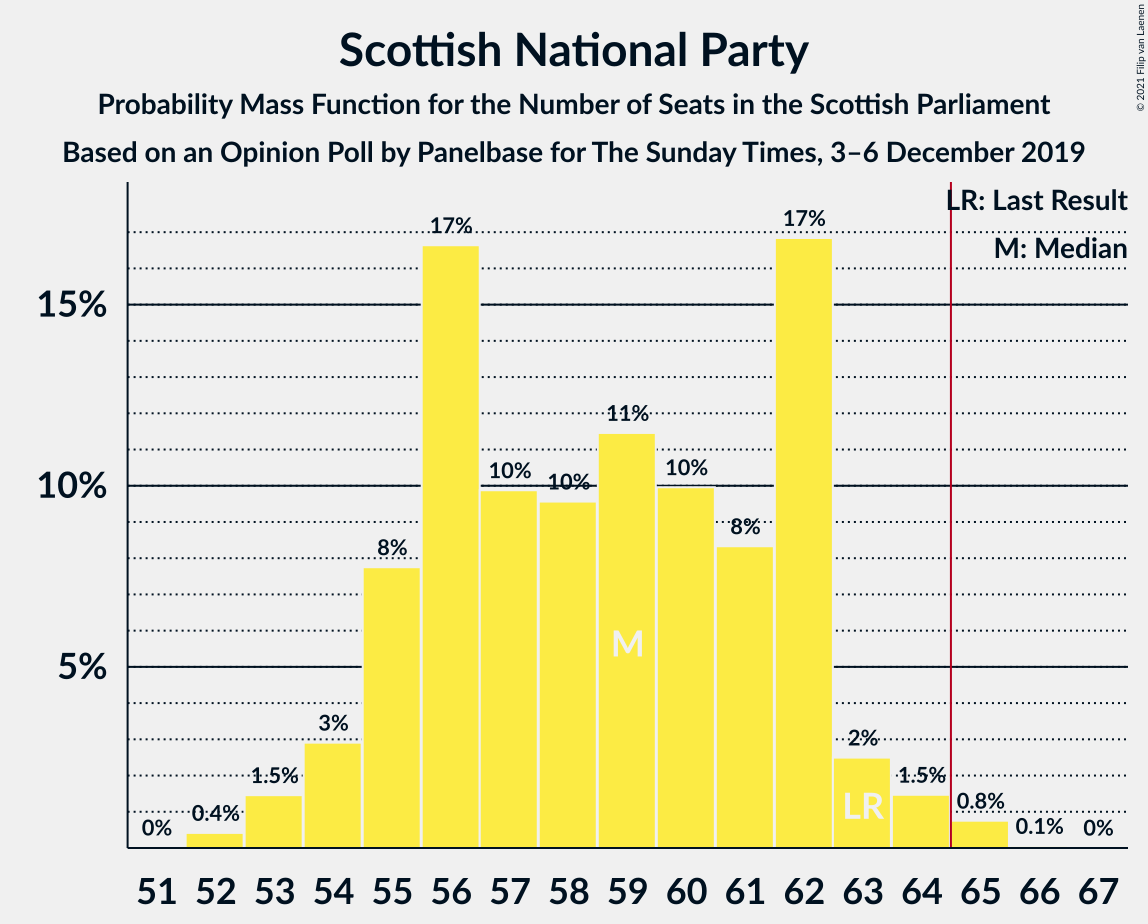 Scottish National Party
Probability Mass Function for the Number of Seats in the Scottish Parliament
Based on an Opinion Poll by Panelbase for The Sunday Times, 3–6 December 2019
© 2021 Filip van Laenen
LR: Last Result
M: Median
15%
10%
5%
0%
0.4%
1.5%
3%
8%
17%
10%
10%
11%
10%
8%
17%
2%
1.5%
0.8%
0.1%
0%
M
LR
51 52 53 54 55 56 57 58 59 60 61 62 63 64 65 66 67